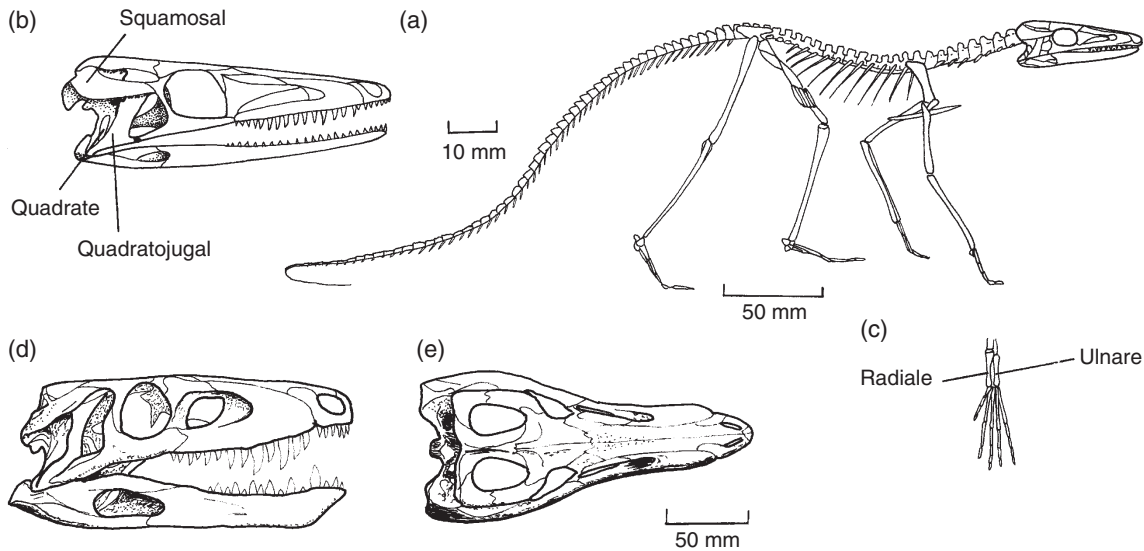 (b)
Squamosal
Quadrate
Quadratojugal
(a)
10 mm
50 mm
(c)
Radiale
Ulnare
(d)
(e)
50 mm